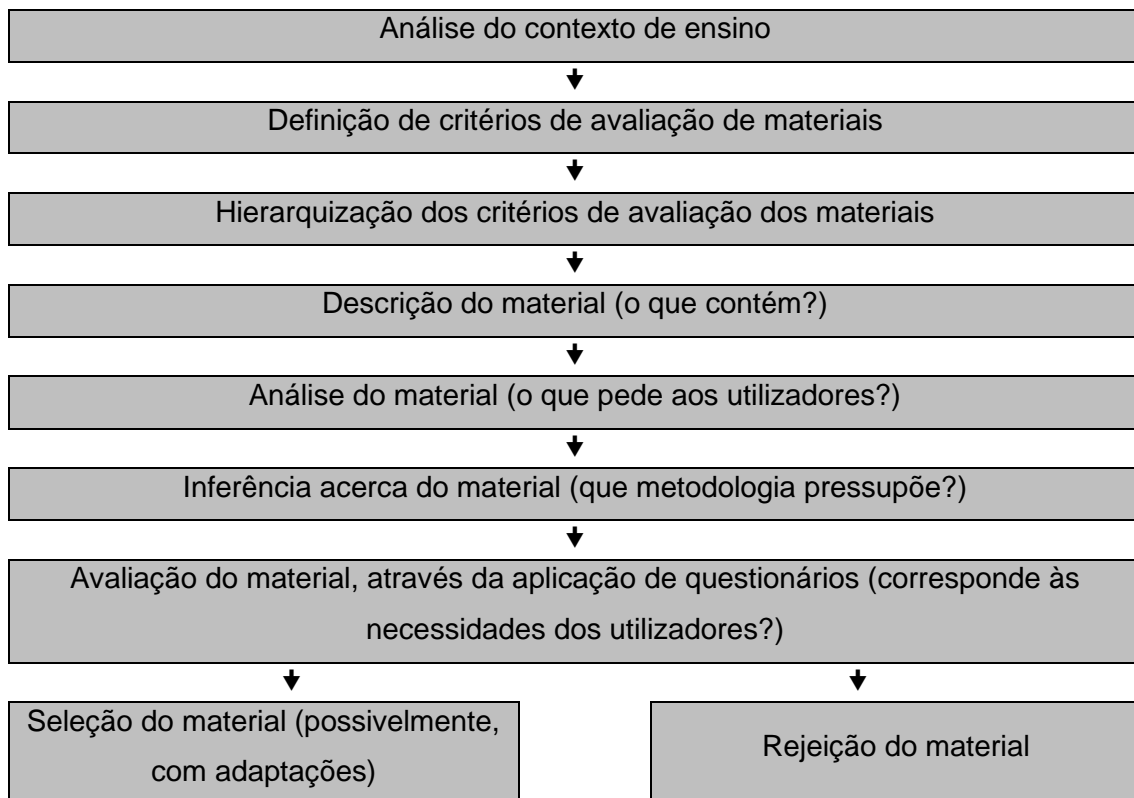 Análise do contexto de ensino
Definição de critérios de avaliação de materiais
Hierarquização dos critérios de avaliação dos materiais
Descrição do material (o que contém?)
Análise do material (o que pede aos utilizadores?)
Inferência acerca do material (que metodologia pressupõe?)
Avaliação do material, através da aplicação de questionários (corresponde às
necessidades dos utilizadores?)
Seleção do material (possivelmente,
com adaptações)
Rejeição do material